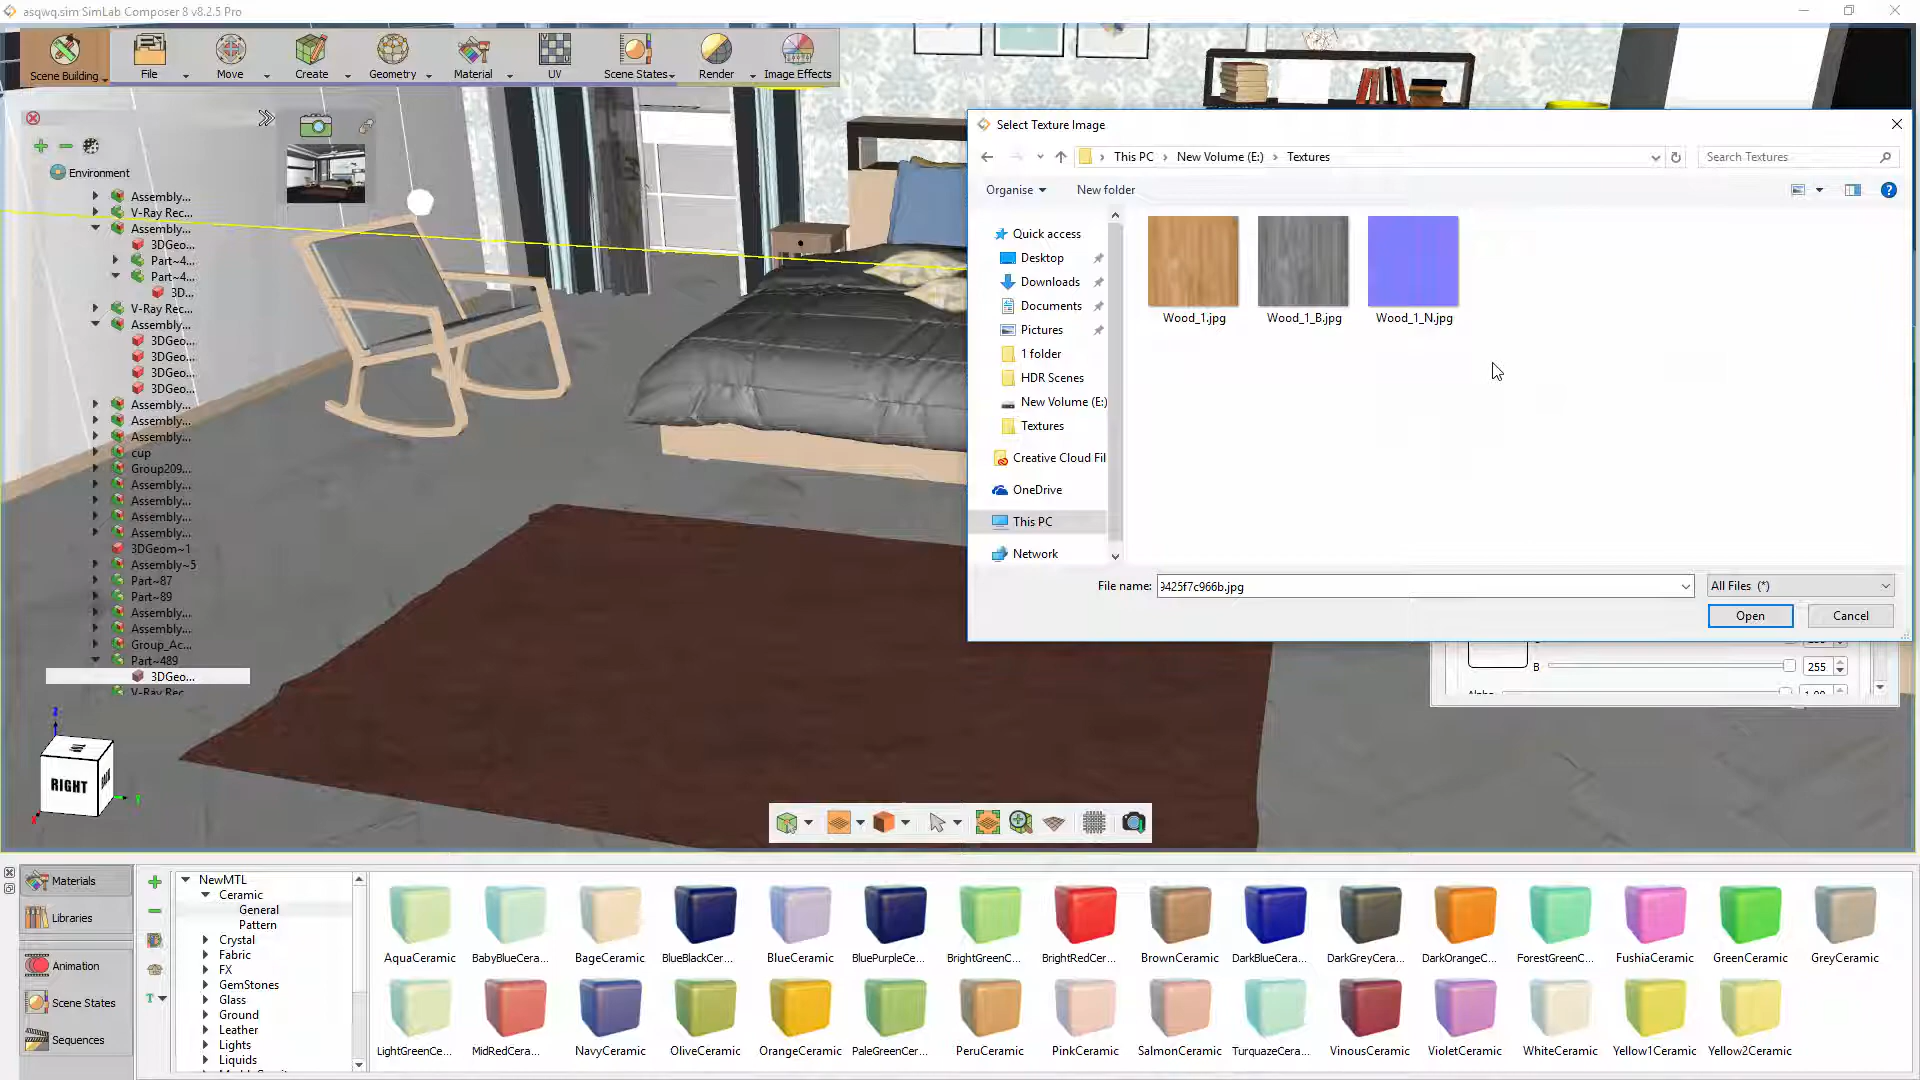 asqwq.sim SimLab Composer 8 v8.2.5 Pro
Scene Building
File
Move
Create
Geometry
Material
UV
Scene States
Render
Image Effects
Environment
Assembly...
V-Ray Rec...
Assembly...
3DGeo...
Part~4...
Part~4...
3D...
V-Ray Rec...
Assembly...
3DGeo...
3DGeo...
3DGeo...
3DGeo...
Assembly...
Assembly...
Assembly...
cup
Group209...
Assembly...
Assembly...
Assembly...
Assembly...
3DGeom~1
Assembly~5
Part~87
Part~89
Assembly...
Assembly...
Group_Ac...
Part~489
3DGeo...
V-Ray Rec
RIGHT
Select Texture Image
This PC
New Volume (E:)
Textures
Search Textures
Organise
New folder
Quick access
Desktop
Downloads
Documents
Pictures
1 folder
HDR Scenes
New Volume (E:)
Textures
Creative Cloud Fil
OneDrive
This PC
Network
Wood_1.jpg
Wood_1_B.jpg
Wood_1_N.jpg
File name:
9425f7c966b.jpg
All Files (*)
Open
Cancel
B
255
Materials
Libraries
Animation
Scene States
Sequences
NewMTL
Ceramic
General
Pattern
Crystal
Fabric
FX
GemStones
Glass
Ground
Leather
Lights
Liquids
AquaCeramic
BabyBlueCera...
BageCeramic
BlueBlackCer...
BlueCeramic
BluePurpleCe...
BrightGreenC...
BrightRedCer...
BrownCeramic
DarkBlueCera...
DarkGreyCera...
DarkOrangeC...
ForestGreenC...
FushiaCeramic
GreenCeramic
GreyCeramic
LightGreenCe...
MidRedCera...
NavyCeramic
OliveCeramic
OrangeCeramic
PaleGreenCer...
PeruCeramic
PinkCeramic
SalmonCeramic
TurquazeCera...
VinousCeramic
VioletCeramic
WhiteCeramic
Yellow1Ceramic
Yellow2Ceramic